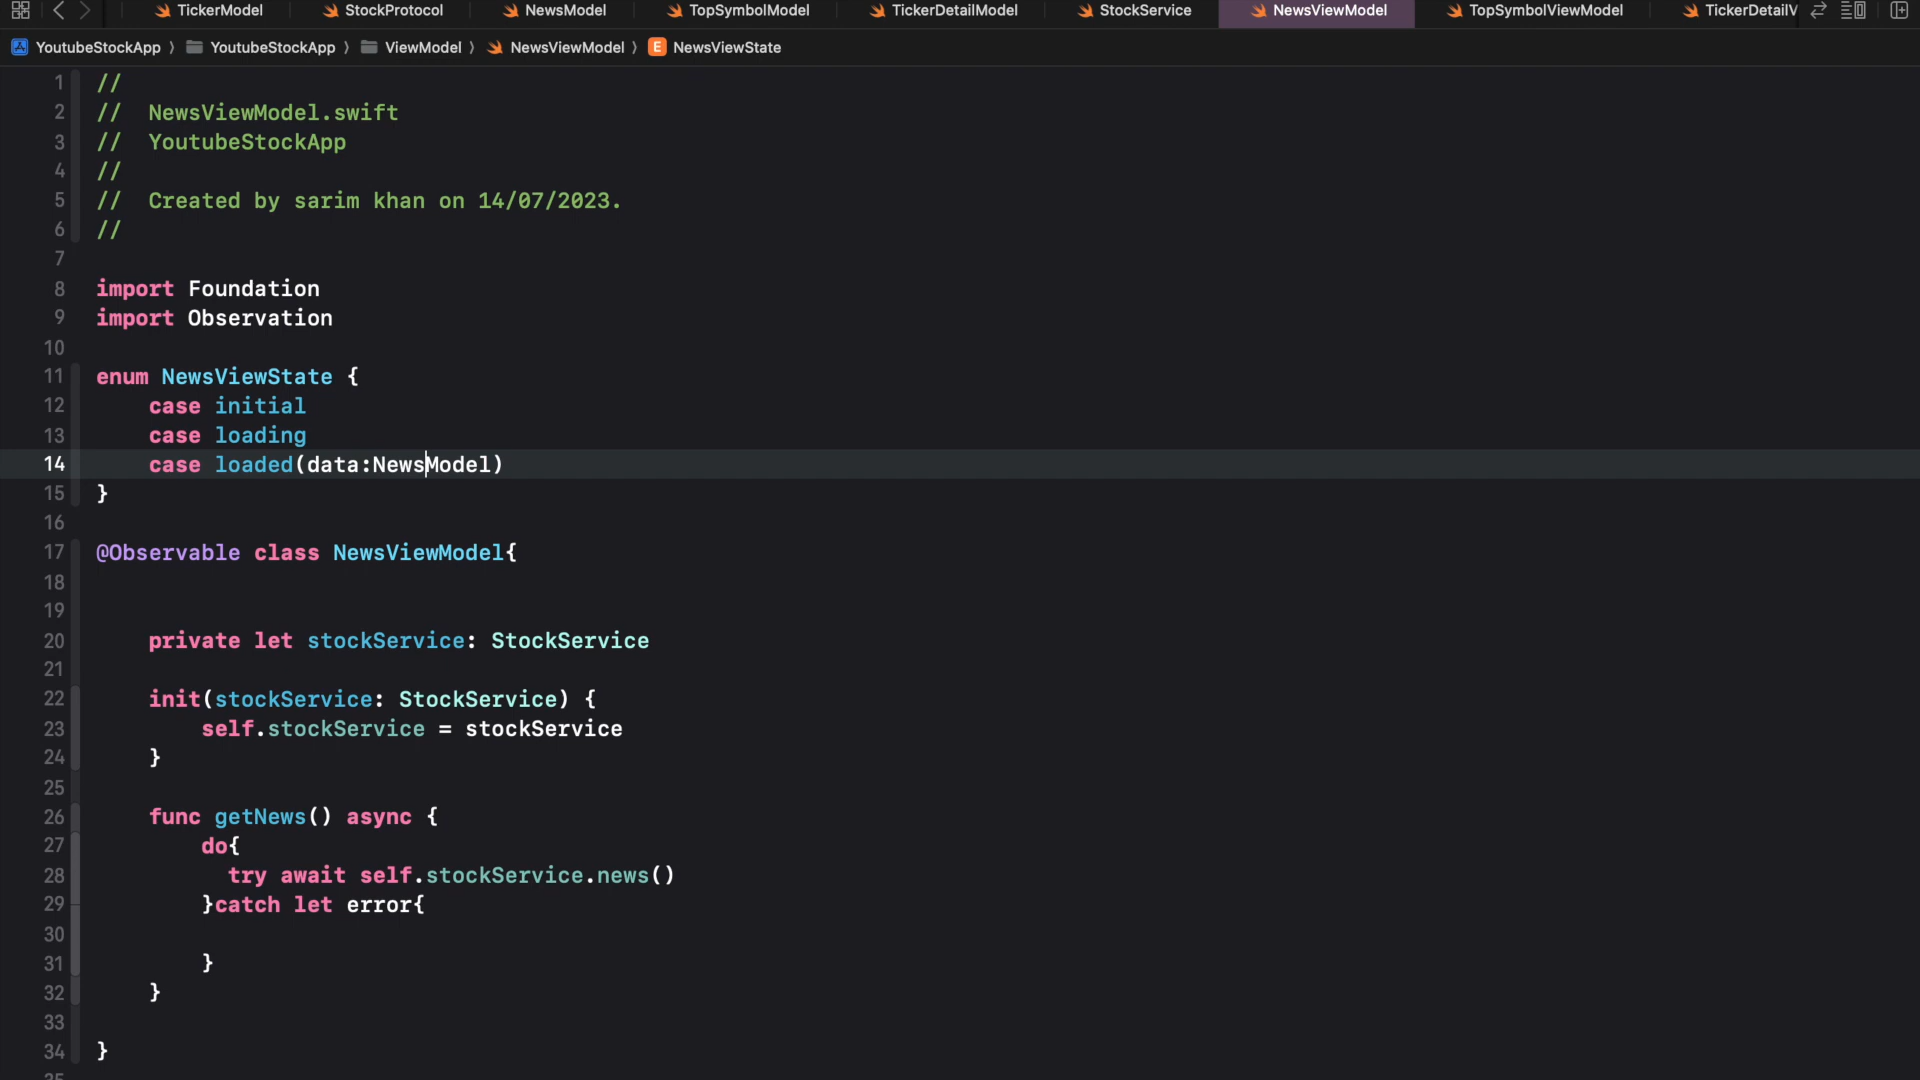 TickerModel StockProtocol NewsModel TopSymbolModel TickerDetailModel StockService NewsViewModel TopSymbolViewModel TickerDetailV
YoutubeStockApp 〉 YoutubeStockApp 〉 ViewModel 〉 NewsViewModel 〉 E NewsViewState
1 //
2 //  NewsViewModel.swift
3 //  YoutubeStockApp
4 //
5 //  Created by sarim khan on 14/07/2023.
6 //
7
8 import Foundation
9 import Observation
10
11 enum NewsViewState {
12     case initial
13     case loading
14     case loaded(data:NewsModel)
15 }
16
17 @Observable class NewsViewModel{
18
19
20     private let stockService: StockService
21
22     init(stockService: StockService) {
23         self.stockService = stockService
24     }
25
26     func getNews() async {
27         do{
28           try await self.stockService.news()
29         }catch let error{
30
31         }
32     }
33
34 }
35